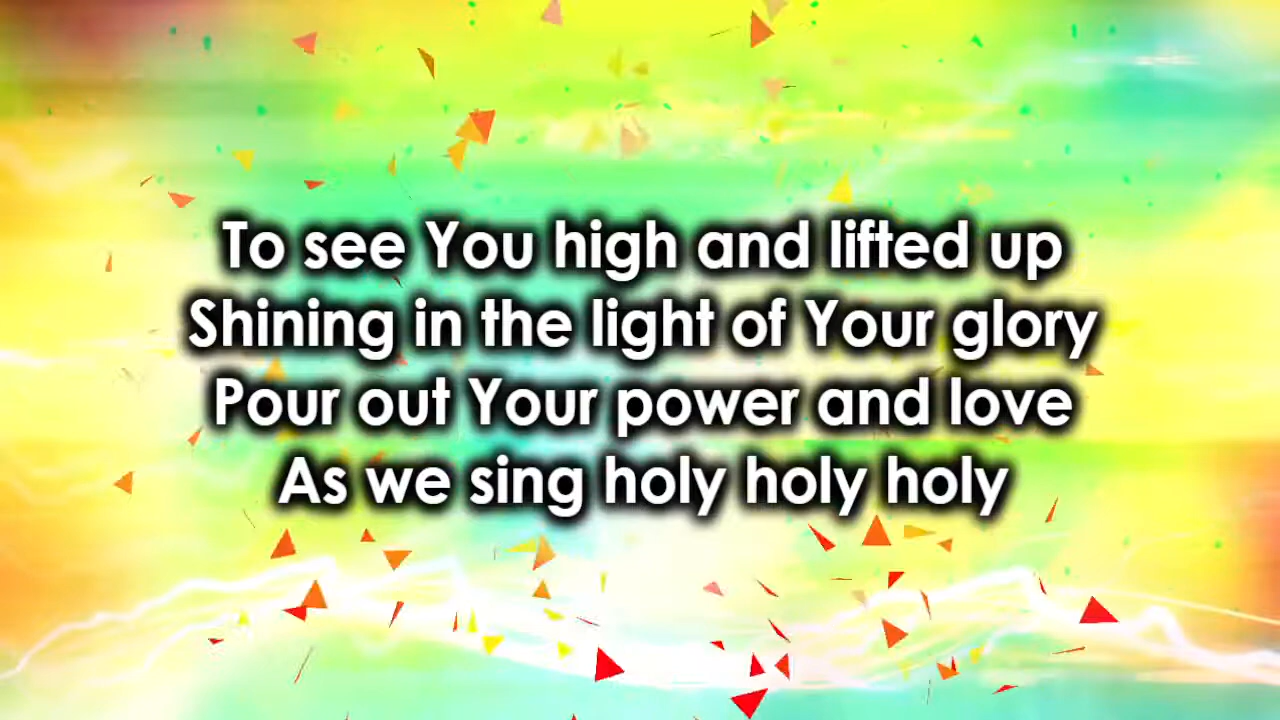 To see You high and lifted up
Shining in the light of Your glory
Pour out Your power and love
As we sing holy holy holy